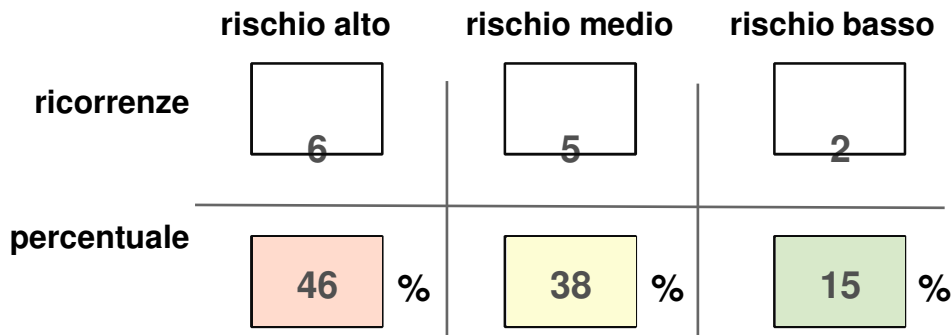 rischio alto rischio medio rischio basso
ricorrenze
6 5 2
percentuale
46 % 38 % 15 %